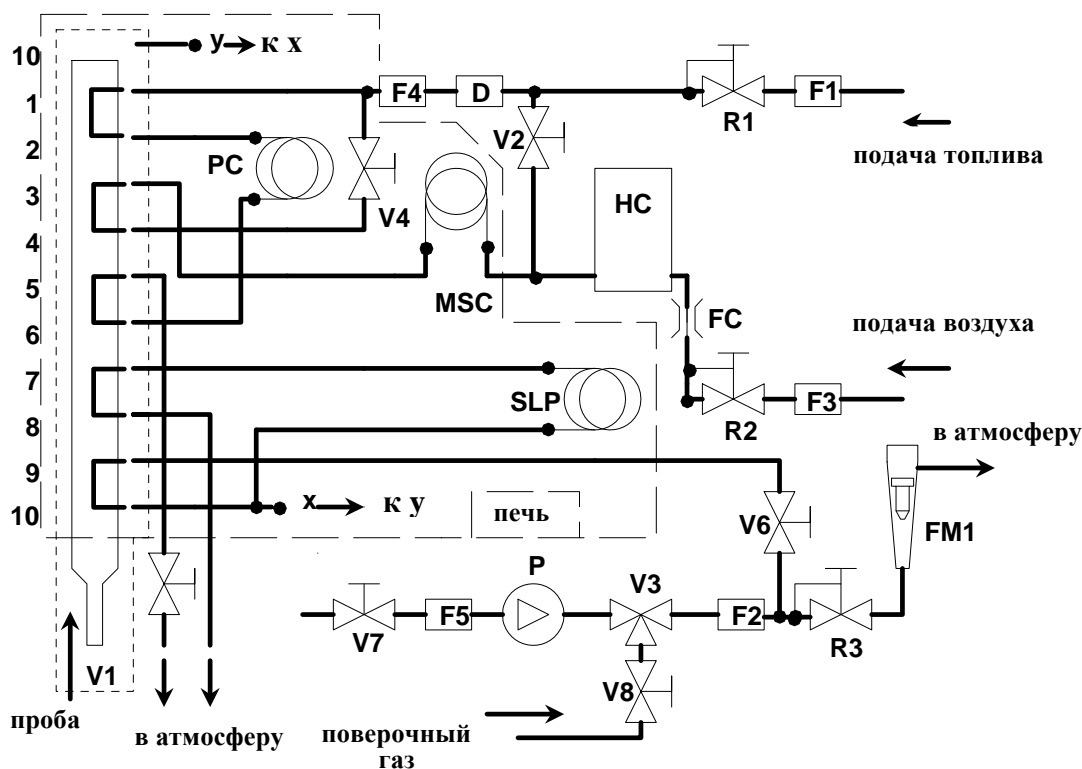 10
1
2
3
4
5
6
7
8
9
10
y к x
F4
D
F1
R1
подача топлива
V2
PC
V4
HC
MSC
FC
подача воздуха
F3
R2
SLP
в атмосферу
x к у
печь
V6
FM1
P
V3
F5
F2
V7
R3
V1
V8
проба
в атмосферу
поверочный
газ